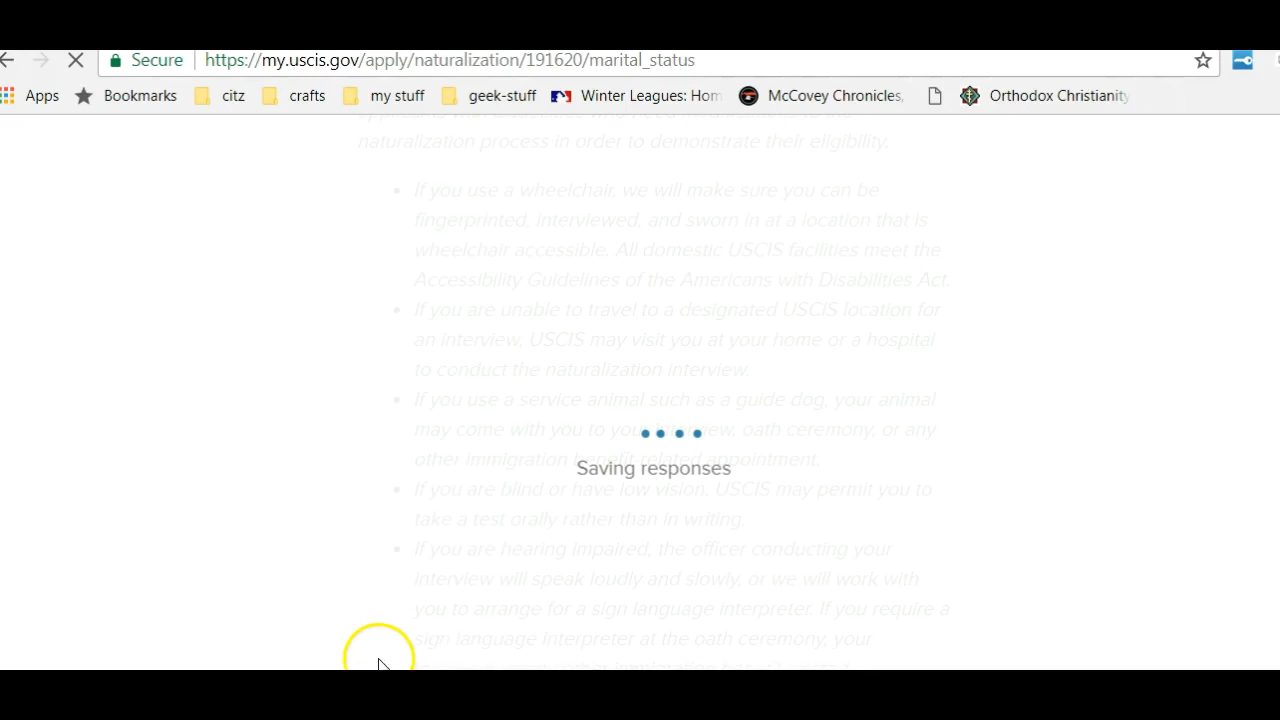 Secure https://my.uscis.gov/apply/naturalization/191620/marital_status
Apps Bookmarks citz crafts my stuff geek-stuff Winter Leagues: Hom McCovey Chronicles, Orthodox Christianity
naturalization process in order to demonstrate their eligibility.
• If you use a wheelchair, we will make sure you can be
fingerprinted, interviewed, and sworn in at a location that is
wheelchair accessible. All domestic USCIS facilities meet the
Accessibility Guidelines of the Americans with Disabilities Act.
• If you are unable to travel to a designated USCIS location for
an interview, USCIS may visit you at your home or a hospital
to conduct the naturalization interview.
• If you use a service animal such as a guide dog, your animal
may come with you to your interview, oath ceremony, or any
other immigration benefit-related appointment.
Saving responses
• If you are blind or have low vision, USCIS may permit you to
take a test orally rather than in writing.
• If you are hearing impaired, the officer conducting your
interview will speak loudly and slowly, or we will work with
you to arrange for a sign language interpreter. If you require a
sign language interpreter at the oath ceremony, your